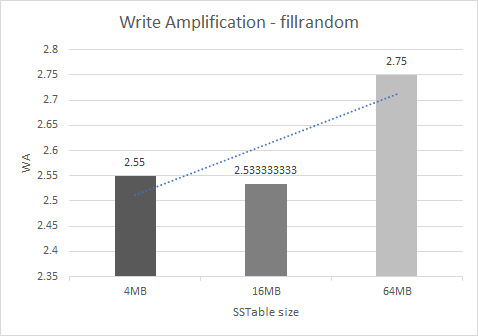 Write Amplification - fillrandom
WA
2.8
2.75
2.7
2.65
2.6
2.55
2.5
2.45
2.4
2.35
2.55
2.533333333
2.75
4MB
16MB
64MB
SSTable size